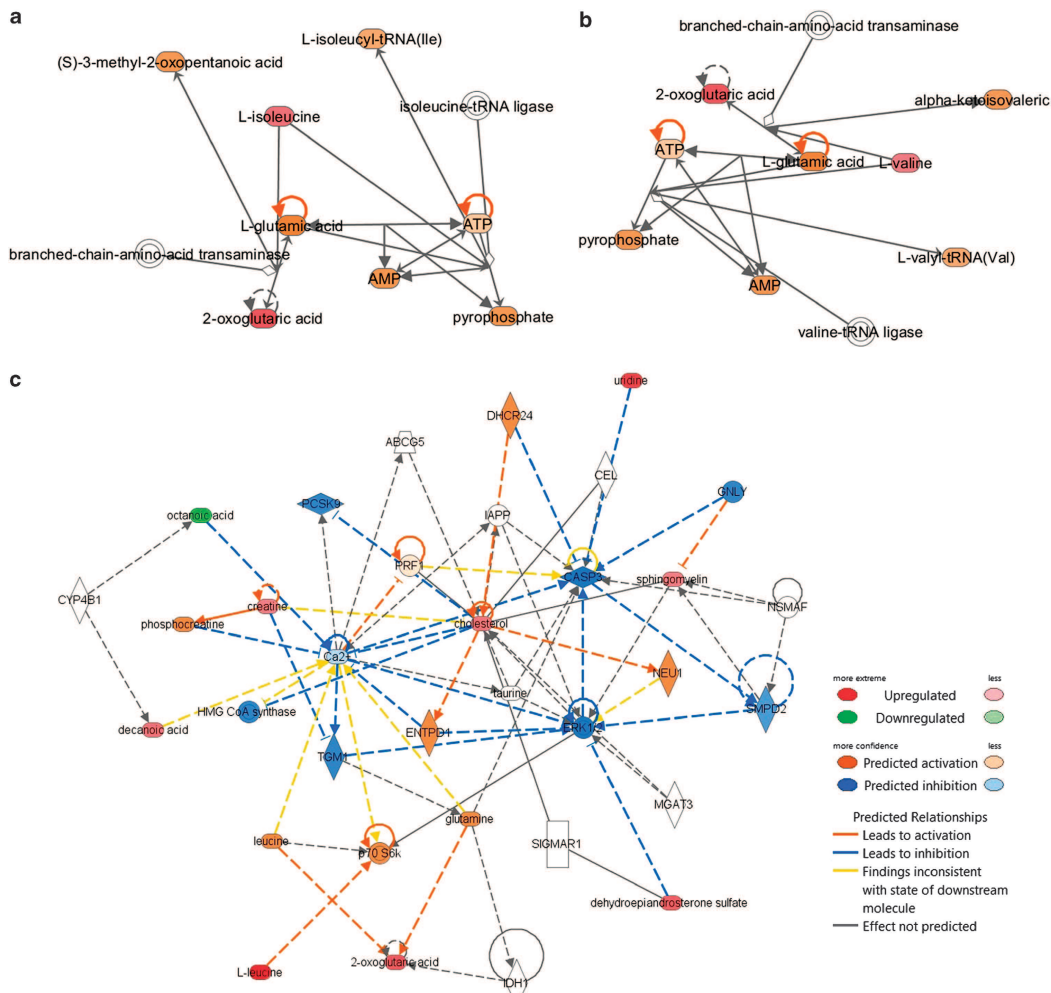 a
L-isoleucyl-tRNA(Ile)
(S)-3-methyl-2-oxopentanoic acid
isoleucine-tRNA ligase
L-isoleucine
L-glutamic acid
ATP
branched-chain-amino-acid transaminase
AMP
2-oxoglutaric acid
pyrophosphate
b
branched-chain-amino-acid transaminase
2-oxoglutaric acid
alpha-ketoisovaleric
ATP
L-glutamic acid
L-valine
pyrophosphate
L-valyl-tRNA(Val)
AMP
valine-tRNA ligase
c
uridine
DHCR24
ABCG5
CEL
PCSK9
GNLY
octanoic acid
IAPP
PRF1
CASP3
sphingomyelin
CYP4B1
creatine
NSMAF
phosphocreatine
cholesterol
Ca2+
NEU1
taurine
HMG CoA synthase
SMPD2
decanoic acid
ENTPD1
ERK1/2
TGM1
MGAT3
glutamine
leucine
SIGMAR1
p70 S6k
dehydroepiandrosterone sulfate
2-oxoglutaric acid
L-leucine
IDH1
more extreme less
Upregulated
Downregulated
more confidence less
Predicted activation
Predicted inhibition
Predicted Relationships
Leads to activation
Leads to inhibition
Findings inconsistent
with state of downstream
molecule
Effect not predicted